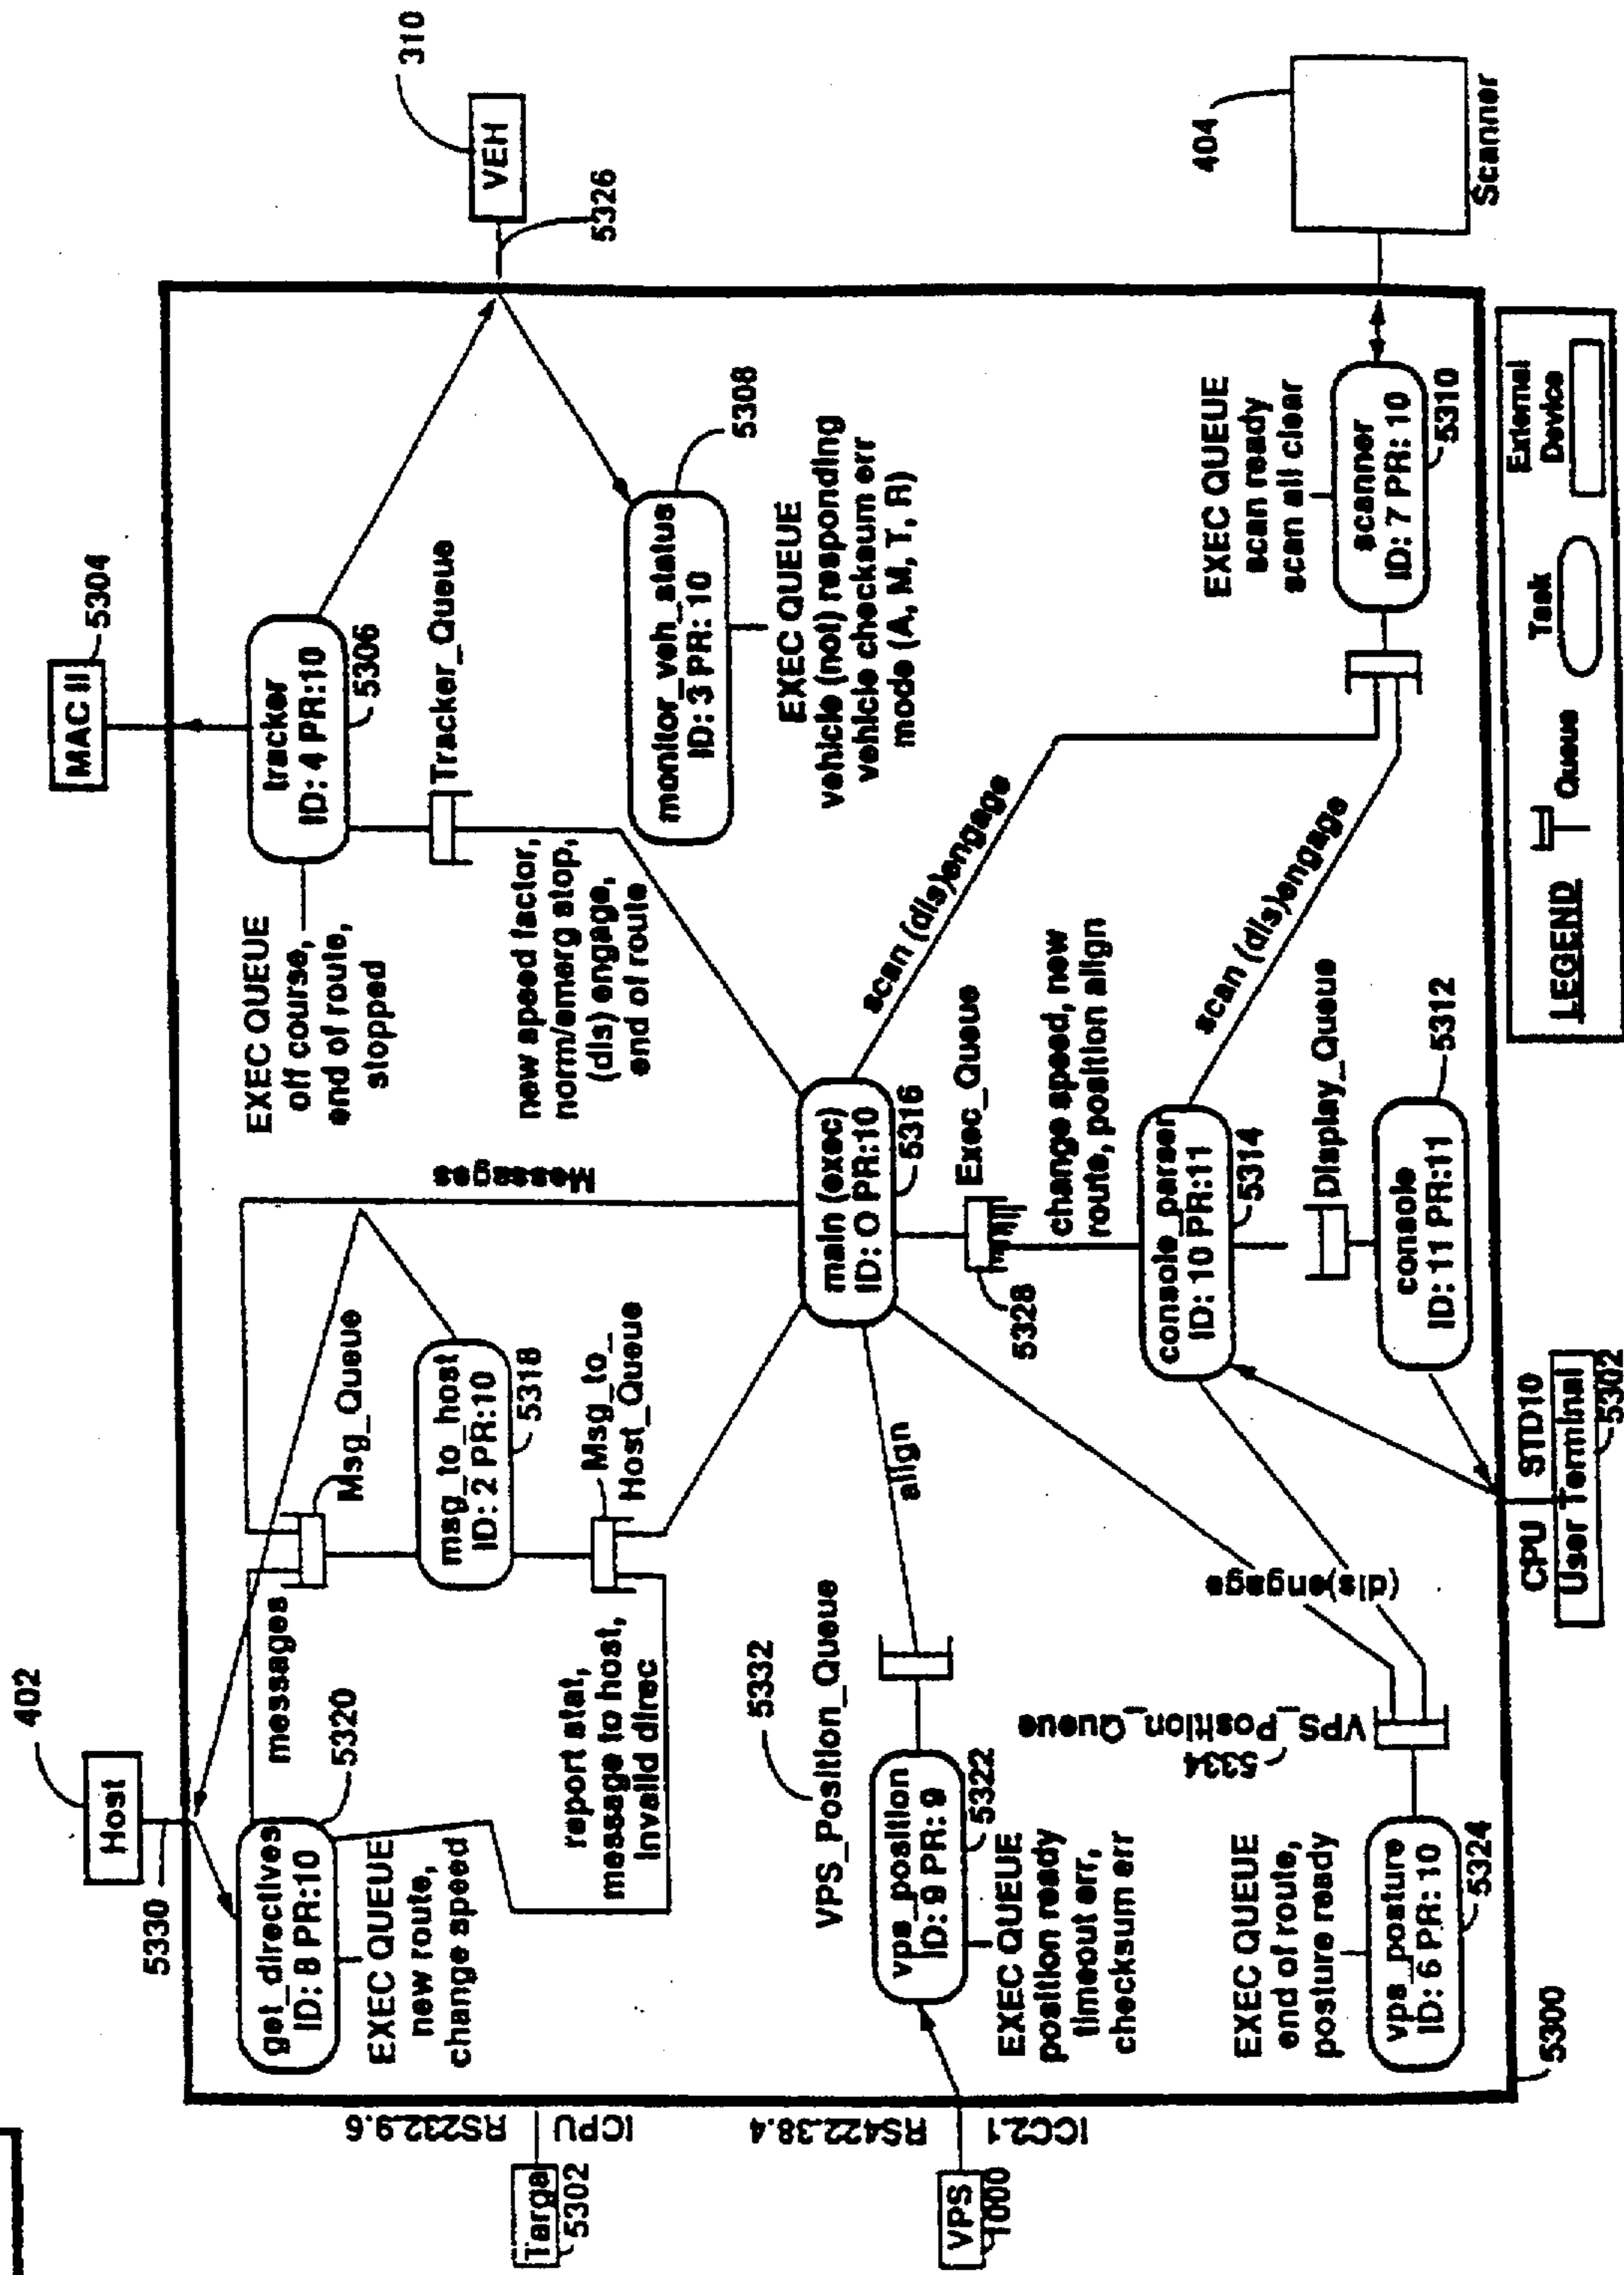 Host
402
5330
MAC II
5304
VEH
310
5326
Scanner
404
Targa
5302
RS232.9.6
ICPU
VPS
1000
RS422.38.4
ICC2.1
get_directives
ID: 8 PR:10
5320
EXEC QUEUE
new route,
change speed
messages
Msg_Queue
msg_to_host
ID: 2 PR:10
5318
Msg_to_
Host_Queue
report stat,
message to host,
invalid direc
Messages
tracker
ID: 4 PR:10
5306
EXEC QUEUE
off course,
end of route,
stopped
Tracker_Queue
new speed factor,
norm/emerg stop,
(dis) engage,
end of route
monitor_veh_status
ID: 3 PR: 10
5308
EXEC QUEUE
vehicle (not) responding
vehicle checksum err
mode (A, M, T, R)
VPS_Position_Queue
5332
vps_position
ID: 9 PR: 9
5322
EXEC QUEUE
position ready
timeout err,
checksum err
align
main (exec)
ID: O PR:10
5316
Exec_Queue
5328
change speed, new
route, position align
scan (dis)engage
scan (dis)engage
EXEC QUEUE
scan ready
scan all clear
scanner
ID: 7 PR: 10
5310
console_parser
ID: 10 PR:11
5314
Display_Queue
console
ID: 11 PR:11
5312
(dis)engage
VPS_Position_Queue
5334
EXEC QUEUE
end of route,
posture ready
vps_posture
ID: 6 PR: 10
5324
5300
CPU STD10
User Terminal
5302
LEGEND
Queue
Task
External
Device